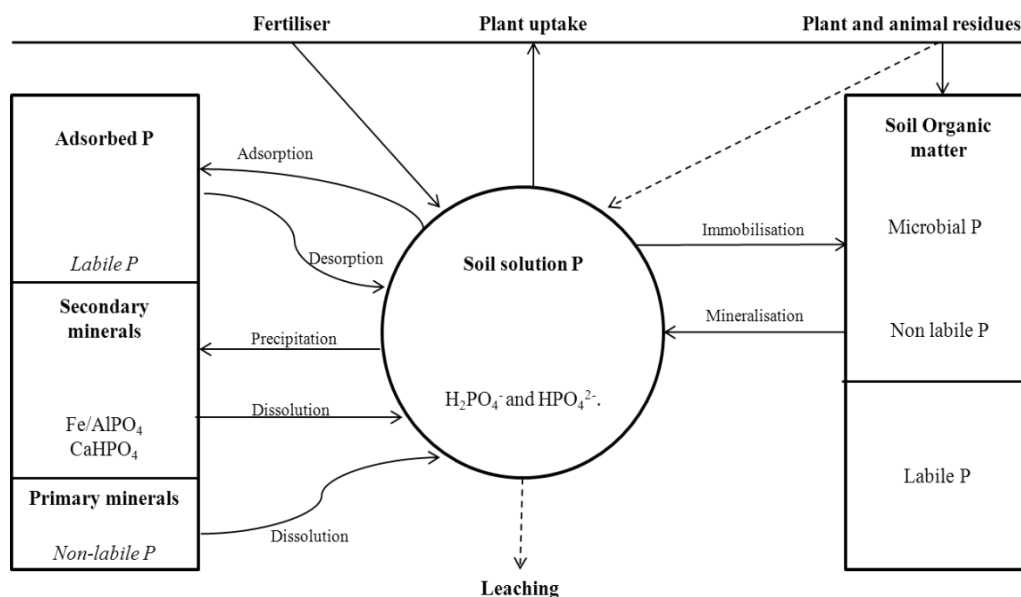 Fertiliser
Plant uptake
Plant and animal residues
Adsorbed P
Labile P
Secondary
minerals
Fe/AlPO₄
CaHPO₄
Primary minerals
Non-labile P
Adsorption
Desorption
Precipitation
Dissolution
Dissolution
Soil solution P
H₂PO₄⁻ and HPO₄²⁻.
Leaching
Immobilisation
Mineralisation
Soil Organic
matter
Microbial P
Non labile P
Labile P